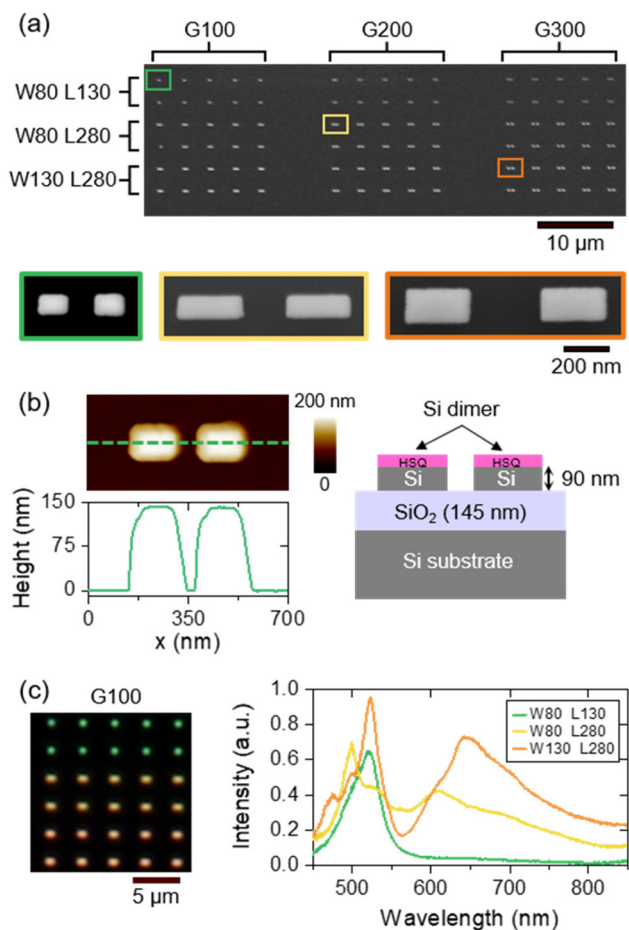 (a)
G100 G200 G300
W80 L130
W80 L280
W130 L280
10 µm
200 nm
(b)
200 nm
0
Height (nm)
150
75
0
0 350 700
x (nm)
Si dimer
HSQ HSQ
Si Si
90 nm
SiO₂ (145 nm)
Si substrate
(c)
G100
5 µm
Intensity (a.u.)
1.0
0.8
0.6
0.4
0.2
0.0
500 600 700 800
Wavelength (nm)
W80 L130
W80 L280
W130 L280